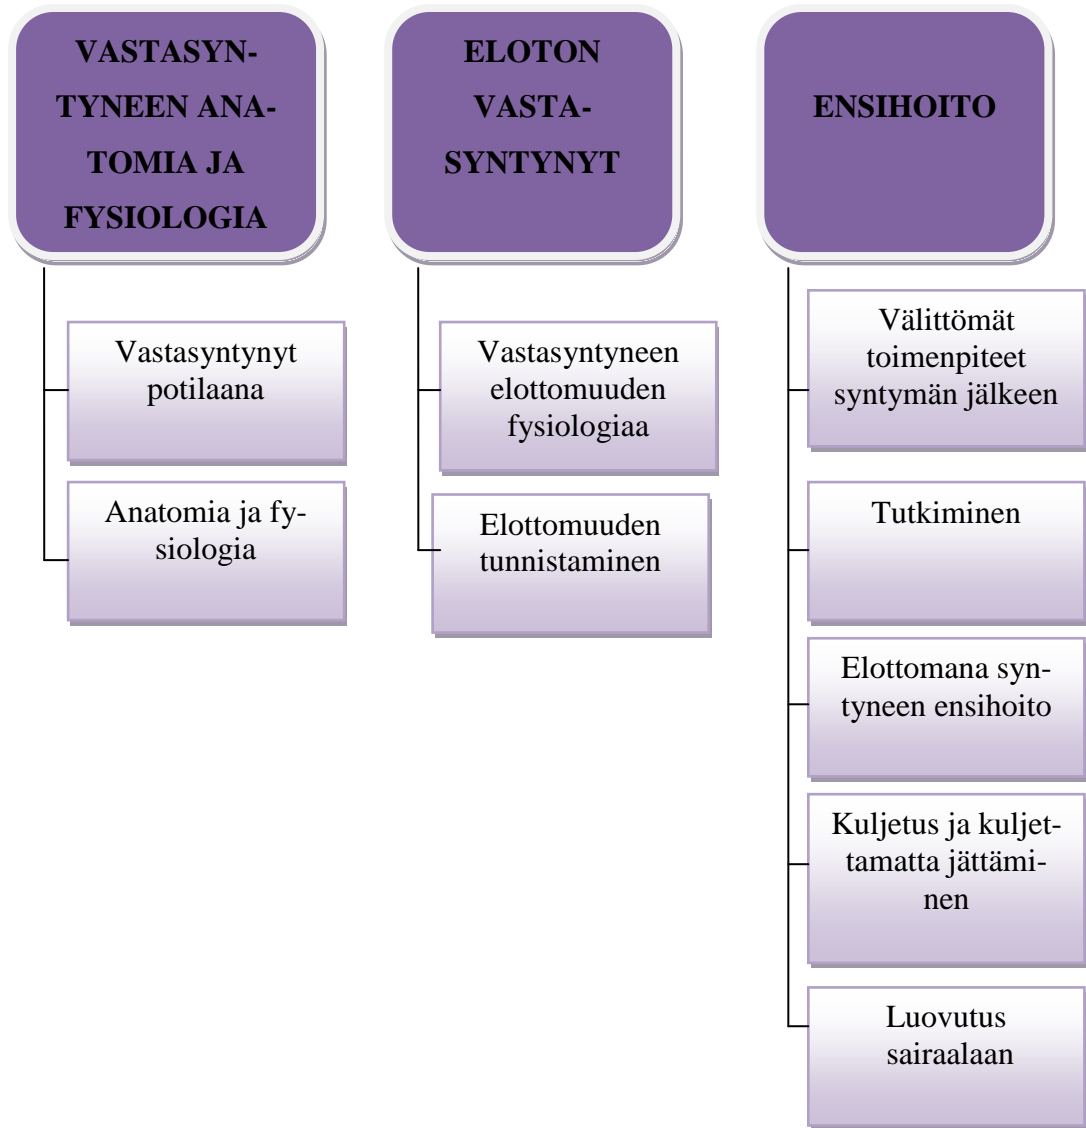 VASTASYN-
TYNEEN ANA-
TOMIA JA
FYSIOLOGIA
Vastasyntynyt
potilaana
Anatomia ja fy-
siologia
ELOTON
VASTA-
SYNTYNYT
Vastasyntyneen
elottomuuden
fysiologiaa
Elottomuuden
tunnistaminen
ENSIHOITO
Välittömät
toimenpiteet
syntymän jälkeen
Tutkiminen
Elottomana syn-
tyneen ensihoito
Kuljetus ja kuljet-
tamatta jättämi-
nen
Luovutus
sairaalaan